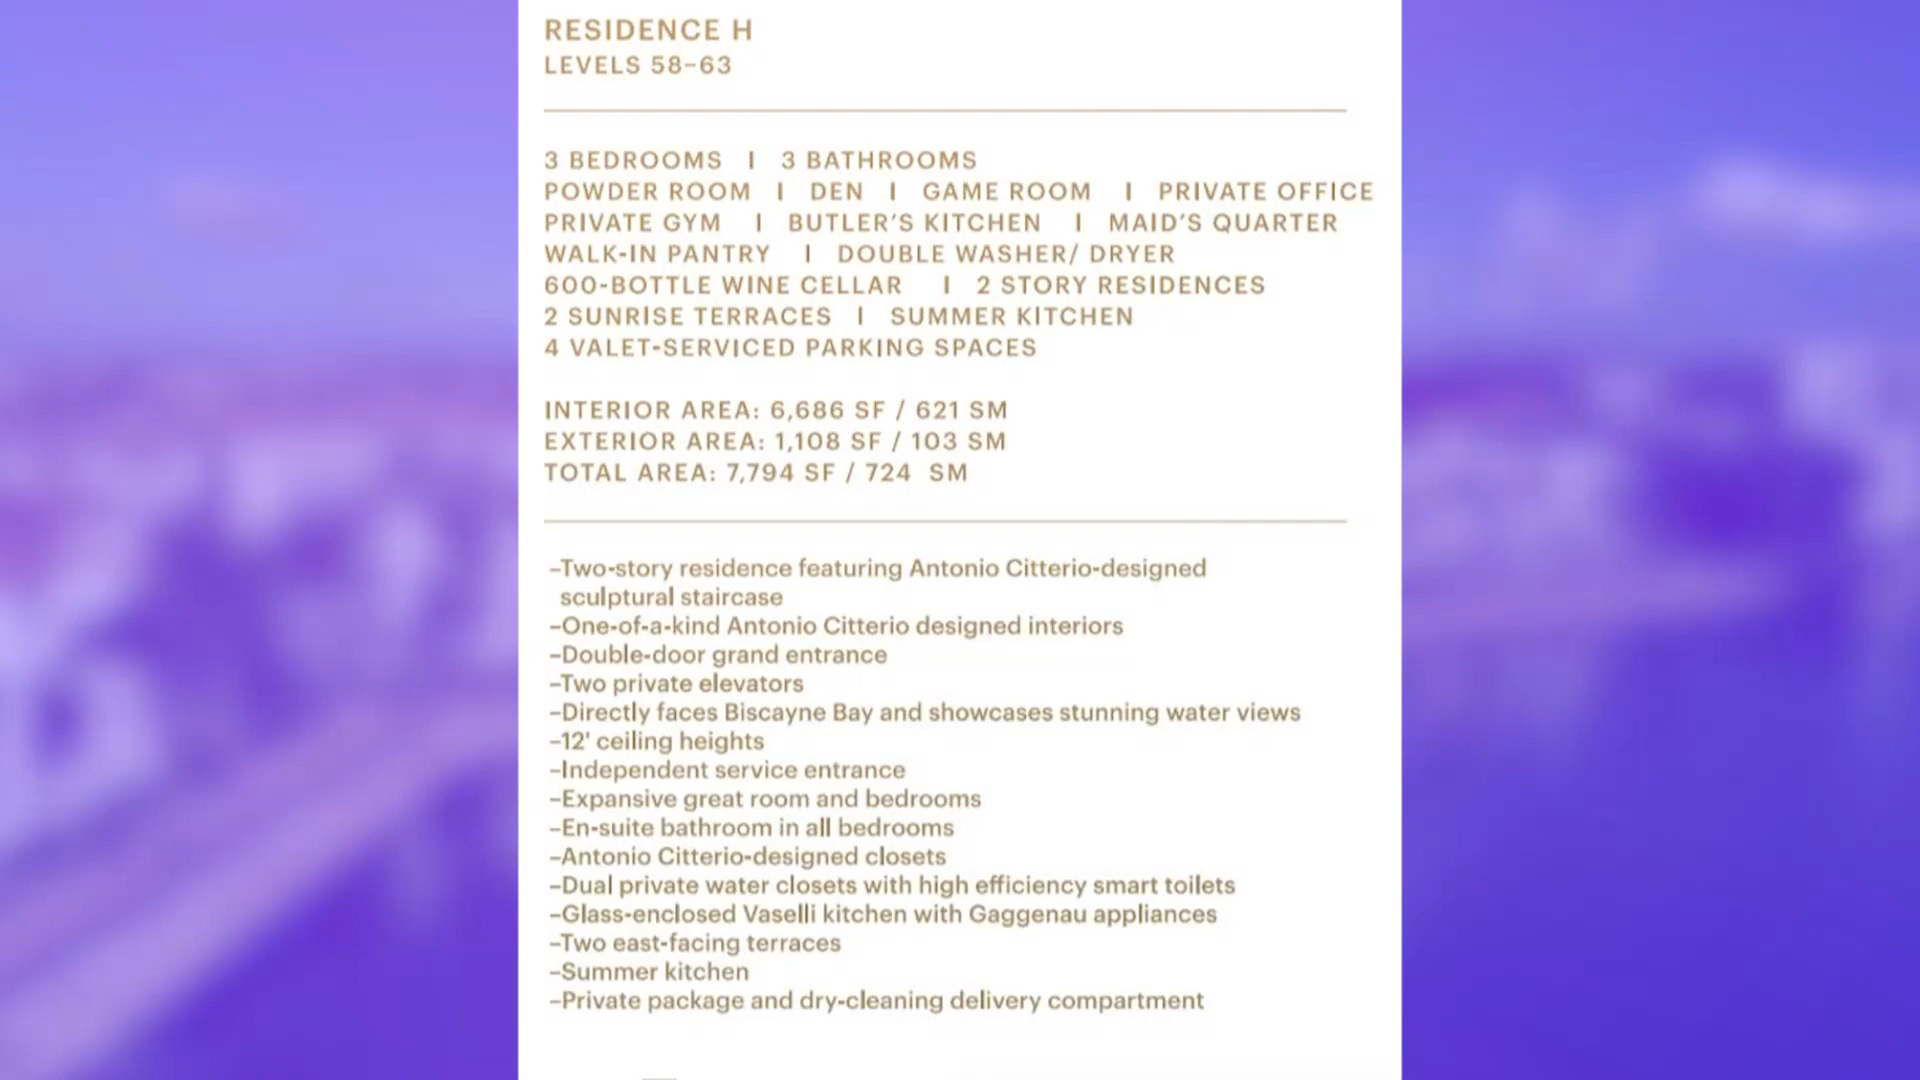 RESIDENCE H
LEVELS 58–63
3 BEDROOMS I 3 BATHROOMS
POWDER ROOM I DEN I GAME ROOM I PRIVATE OFFICE
PRIVATE GYM I BUTLER'S KITCHEN I MAID'S QUARTER
WALK-IN PANTRY I DOUBLE WASHER/ DRYER
600-BOTTLE WINE CELLAR I 2 STORY RESIDENCES
2 SUNRISE TERRACES I SUMMER KITCHEN
4 VALET-SERVICED PARKING SPACES
INTERIOR AREA: 6,686 SF / 621 SM
EXTERIOR AREA: 1,108 SF / 103 SM
TOTAL AREA: 7,794 SF / 724 SM
–Two-story residence featuring Antonio Citterio-designed
sculptural staircase
–One-of-a-kind Antonio Citterio designed interiors
–Double-door grand entrance
–Two private elevators
–Directly faces Biscayne Bay and showcases stunning water views
–12' ceiling heights
–Independent service entrance
–Expansive great room and bedrooms
–En-suite bathroom in all bedrooms
–Antonio Citterio-designed closets
–Dual private water closets with high efficiency smart toilets
–Glass-enclosed Vaselli kitchen with Gaggenau appliances
–Two east-facing terraces
–Summer kitchen
–Private package and dry-cleaning delivery compartment